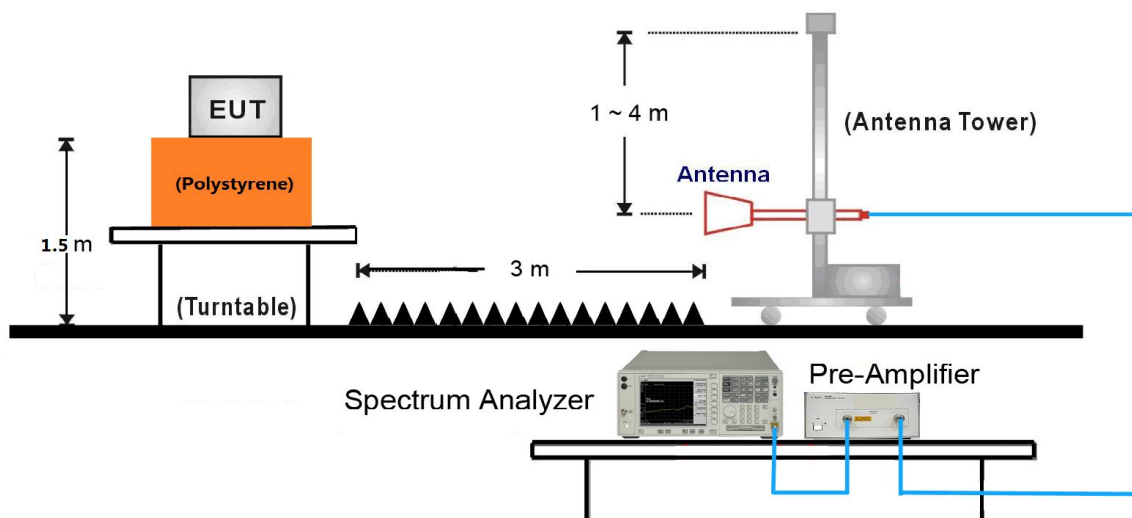 EUT
1 ~ 4 m
(Antenna Tower)
Antenna
(Polystyrene)
1.5 m
3 m
(Turntable)
Spectrum Analyzer
Pre-Amplifier